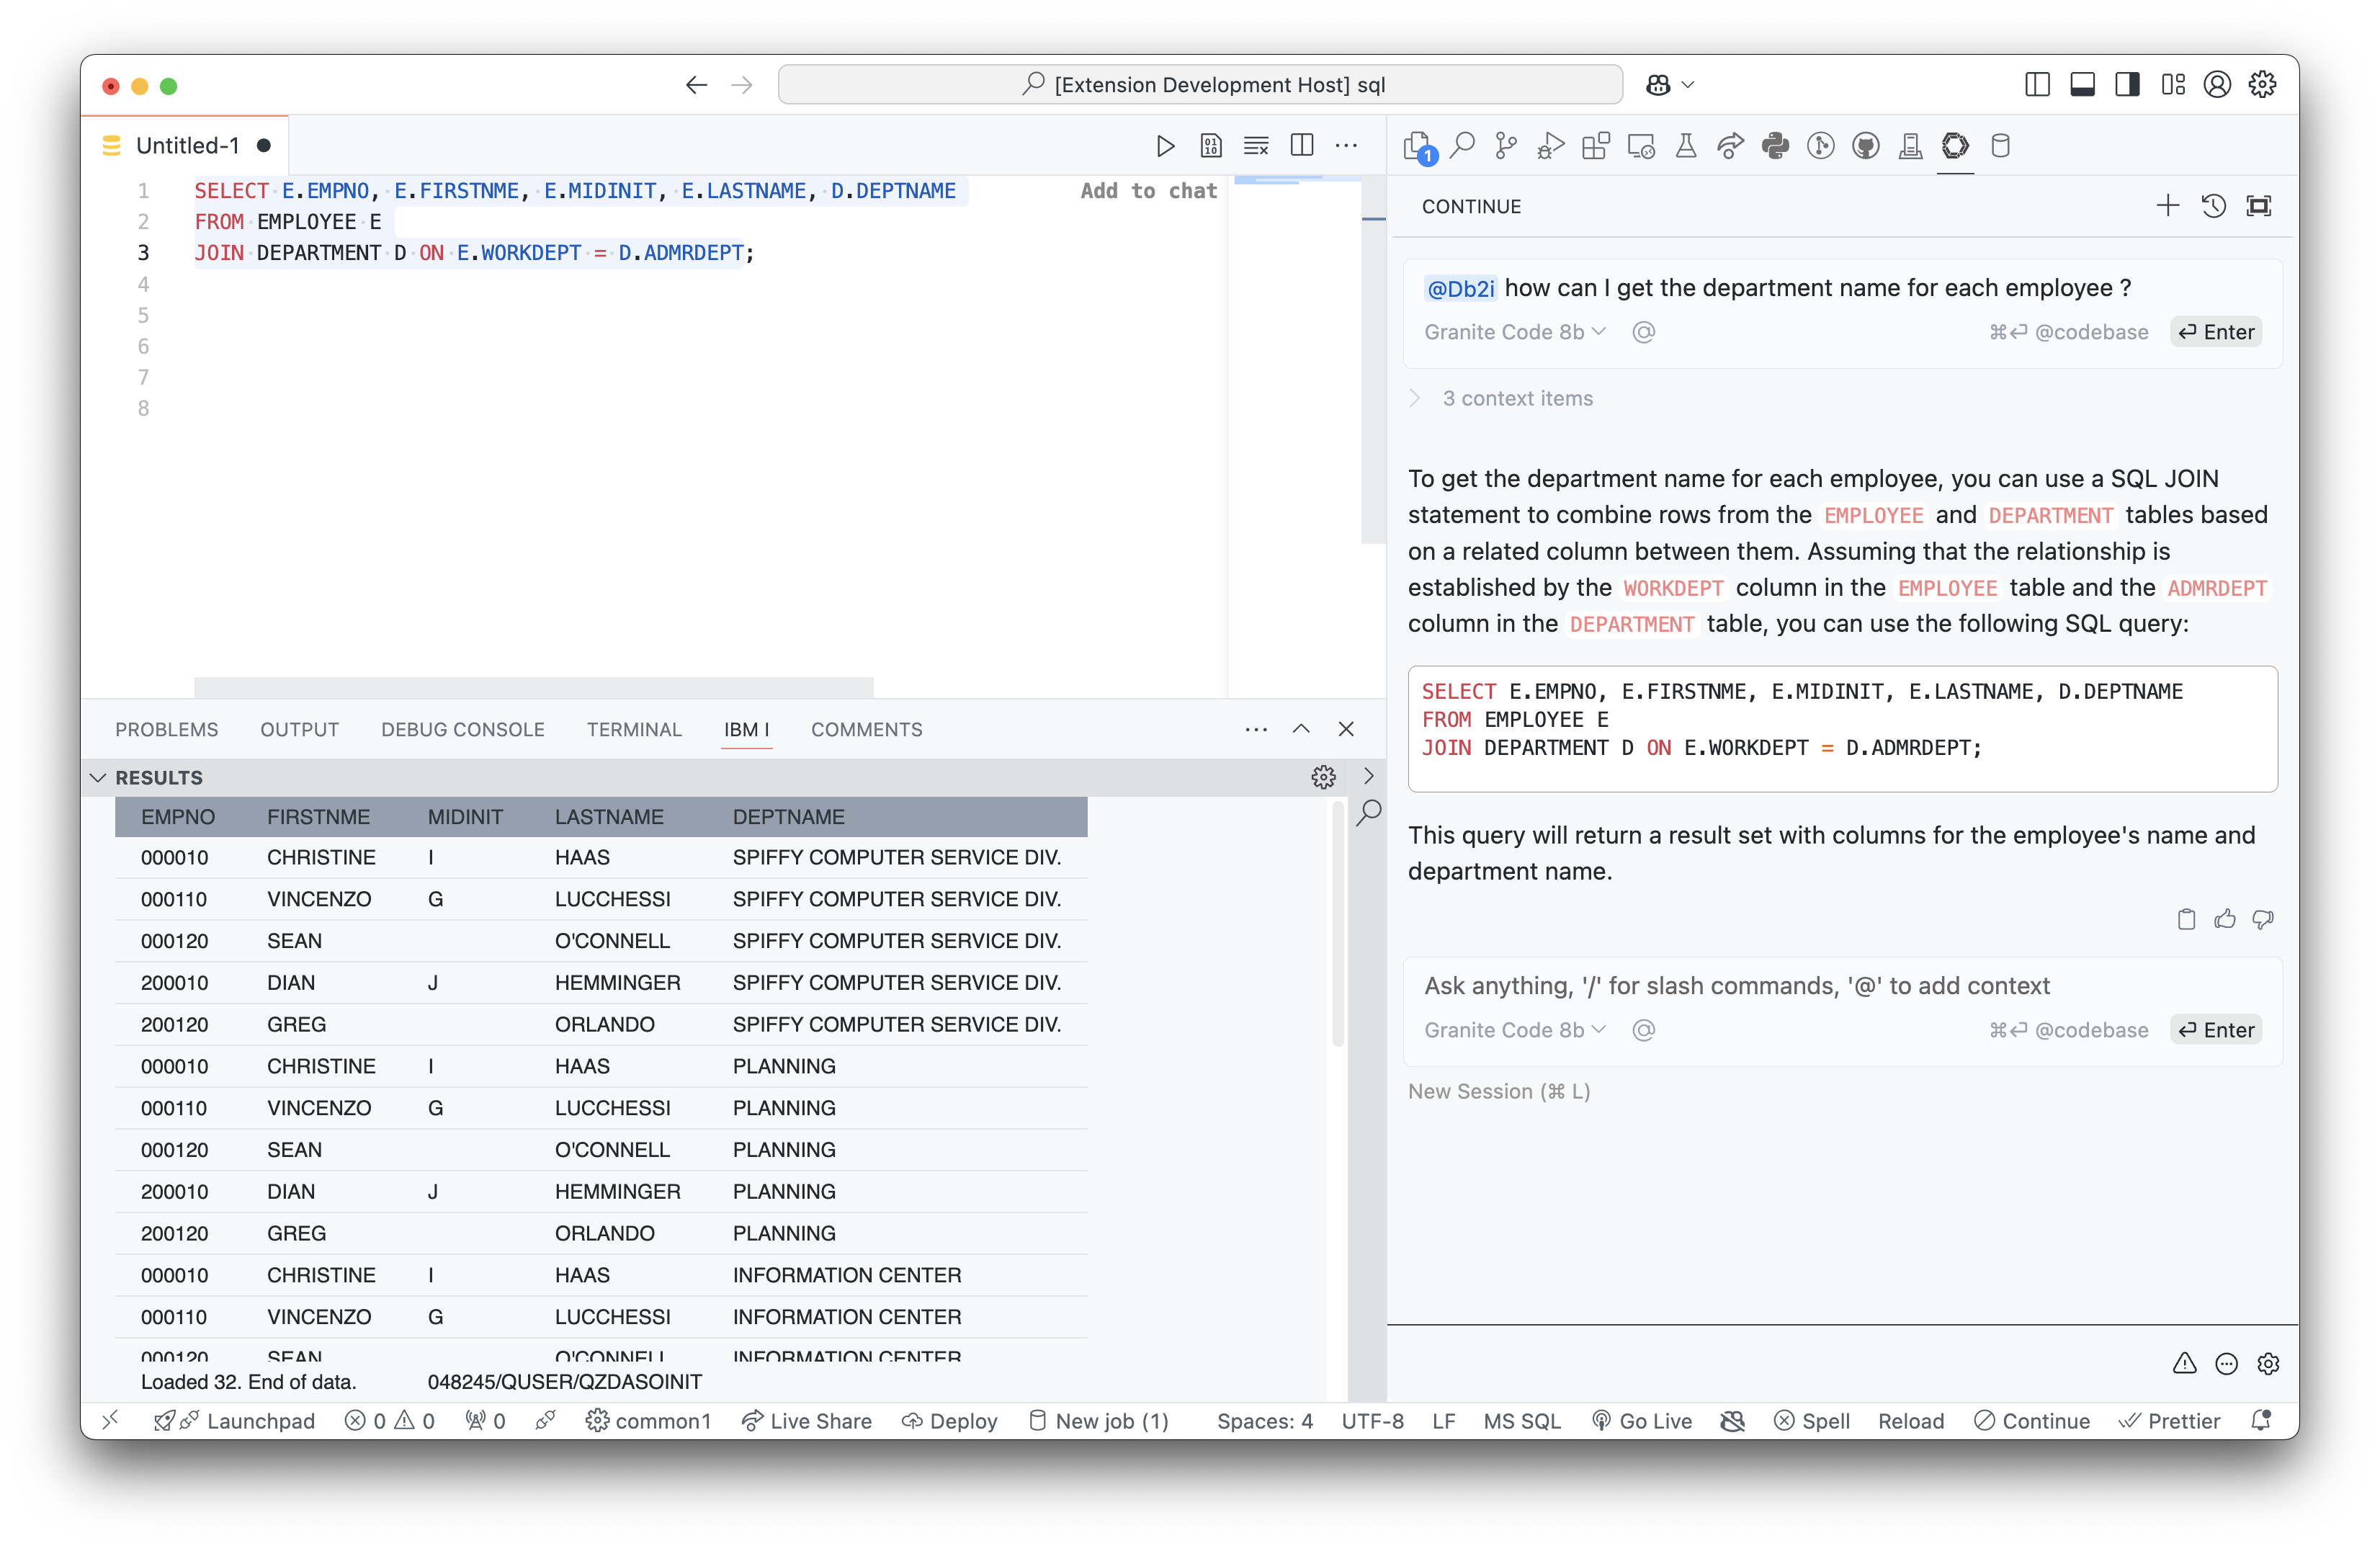 [Extension Development Host] sql
Untitled-1
1 SELECT E.EMPNO, E.FIRSTNME, E.MIDINIT, E.LASTNAME, D.DEPTNAME
Add to chat
2 FROM EMPLOYEE E
3 JOIN DEPARTMENT D ON E.WORKDEPT = D.ADMRDEPT;
4
5
6
7
8
PROBLEMS OUTPUT DEBUG CONSOLE TERMINAL IBM I COMMENTS
RESULTS
EMPNO FIRSTNME MIDINIT LASTNAME DEPTNAME
000010 CHRISTINE I HAAS SPIFFY COMPUTER SERVICE DIV.
000110 VINCENZO G LUCCHESSI SPIFFY COMPUTER SERVICE DIV.
000120 SEAN O'CONNELL SPIFFY COMPUTER SERVICE DIV.
200010 DIAN J HEMMINGER SPIFFY COMPUTER SERVICE DIV.
200120 GREG ORLANDO SPIFFY COMPUTER SERVICE DIV.
000010 CHRISTINE I HAAS PLANNING
000110 VINCENZO G LUCCHESSI PLANNING
000120 SEAN O'CONNELL PLANNING
200010 DIAN J HEMMINGER PLANNING
200120 GREG ORLANDO PLANNING
000010 CHRISTINE I HAAS INFORMATION CENTER
000110 VINCENZO G LUCCHESSI INFORMATION CENTER
000120 SEAN O'CONNELL INFORMATION CENTER
Loaded 32. End of data. 048245/QUSER/QZDASOINIT
1
CONTINUE
@Db2i how can I get the department name for each employee ?
Granite Code 8b @ ⌘⏎ @codebase ⏎ Enter
3 context items
To get the department name for each employee, you can use a SQL JOIN
statement to combine rows from the EMPLOYEE and DEPARTMENT tables based
on a related column between them. Assuming that the relationship is
established by the WORKDEPT column in the EMPLOYEE table and the ADMRDEPT
column in the DEPARTMENT table, you can use the following SQL query:
SELECT E.EMPNO, E.FIRSTNME, E.MIDINIT, E.LASTNAME, D.DEPTNAME
FROM EMPLOYEE E
JOIN DEPARTMENT D ON E.WORKDEPT = D.ADMRDEPT;
This query will return a result set with columns for the employee's name and
department name.
Ask anything, '/' for slash commands, '@' to add context
Granite Code 8b @ ⌘⏎ @codebase ⏎ Enter
New Session (⌘ L)
Launchpad 0 0 0 common1 Live Share Deploy New job (1) Spaces: 4 UTF-8 LF MS SQL Go Live Spell Reload Continue Prettier